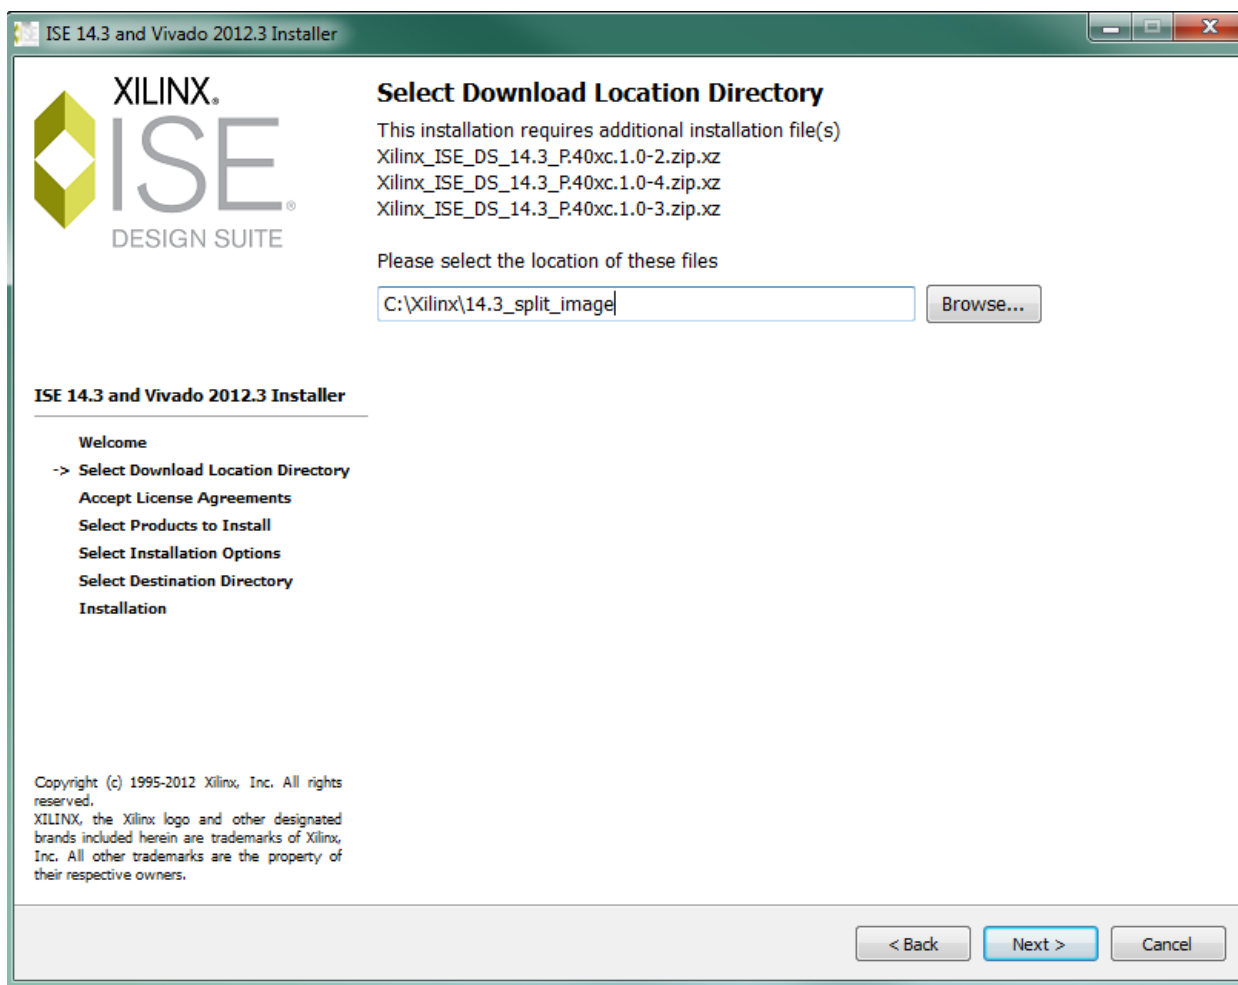 ISE 14.3 and Vivado 2012.3 Installer
XILINX®
ISE®
DESIGN SUITE
Select Download Location Directory
This installation requires additional installation file(s)
Xilinx_ISE_DS_14.3_P.40xc.1.0-2.zip.xz
Xilinx_ISE_DS_14.3_P.40xc.1.0-4.zip.xz
Xilinx_ISE_DS_14.3_P.40xc.1.0-3.zip.xz
Please select the location of these files
C:\Xilinx\14.3_split_image
Browse...
ISE 14.3 and Vivado 2012.3 Installer
Welcome
-> Select Download Location Directory
Accept License Agreements
Select Products to Install
Select Installation Options
Select Destination Directory
Installation
Copyright (c) 1995-2012 Xilinx, Inc. All rights
reserved.
XILINX, the Xilinx logo and other designated
brands included herein are trademarks of Xilinx,
Inc. All other trademarks are the property of
their respective owners.
< Back
Next >
Cancel